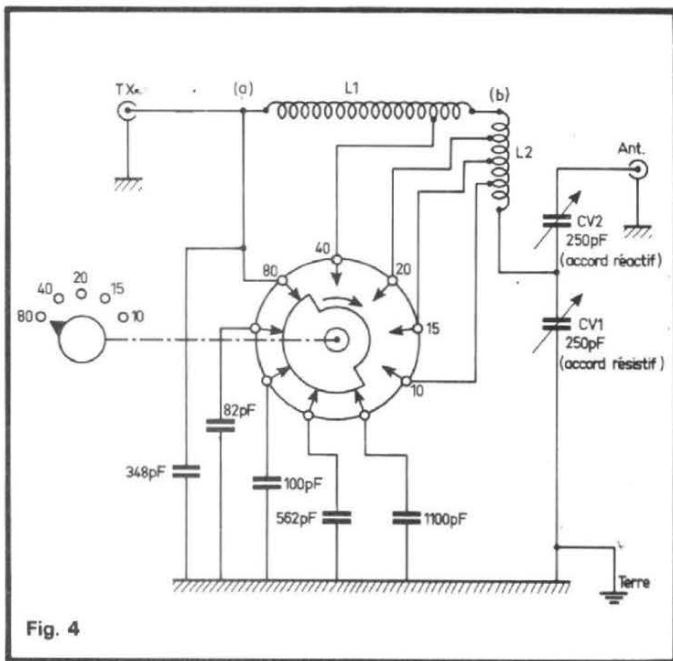 TX
(a)
L1
(b)
L2
Ant.
CV2
250pF
(accord réactif)
CV1
250pF
(accord résistif)
80
40
20
15
10
80
40
20
15
10
82pF
348pF
100pF
562pF
1100pF
Terre
Fig. 4